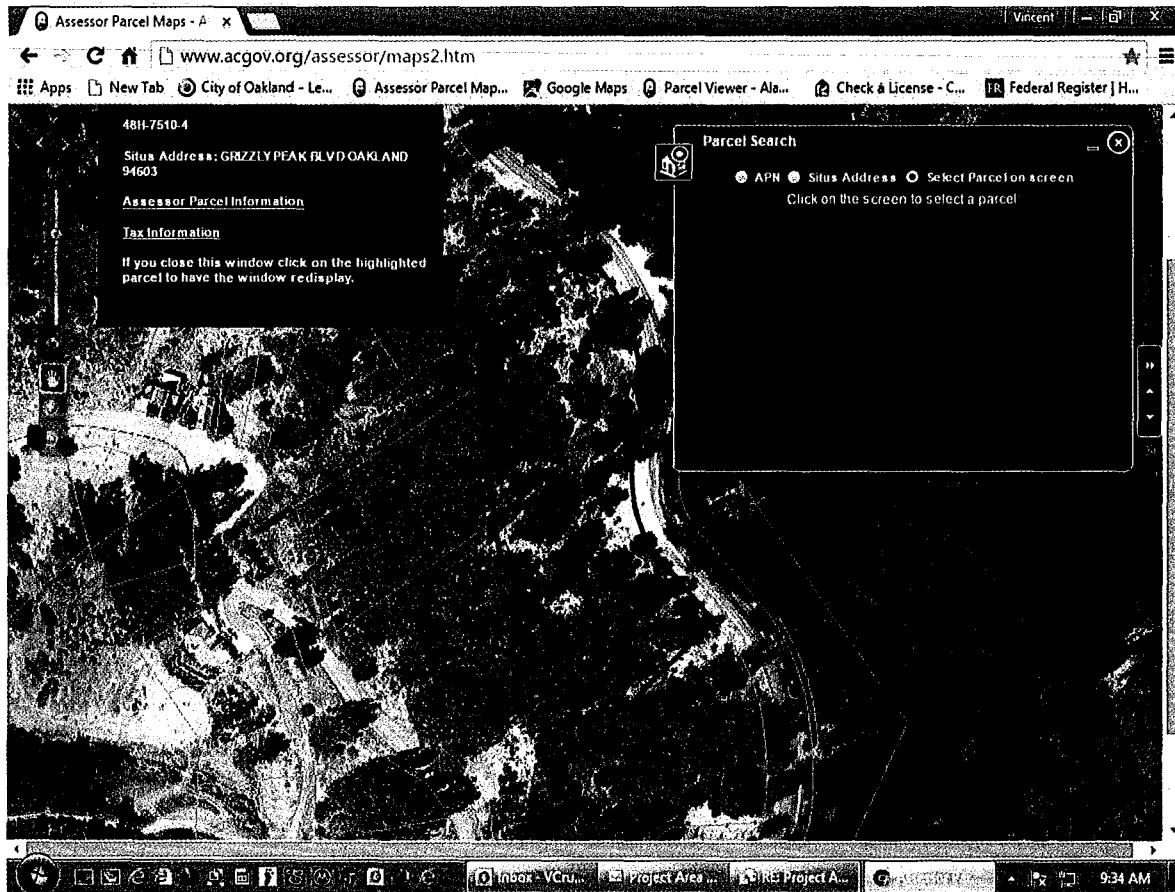 Assessor Parcel Maps - A
Vincent
www.acgov.org/assessor/maps2.htm
Apps New Tab City of Oakland - Le... Assessor Parcel Map... Google Maps Parcel Viewer - Ala... Check a License - C... FR Federal Register | H...
48H-7510-4
Situs Address: GRIZZLY PEAK BLVD OAKLAND
94603
Assessor Parcel Information
Tax Information
If you close this window click on the highlighted
parcel to have the window redisplay.
Parcel Search
APN Situs Address Select Parcel on screen
Click on the screen to select a parcel
Inbox - VCru... Project Area ... RE: Project A...
9:34 AM